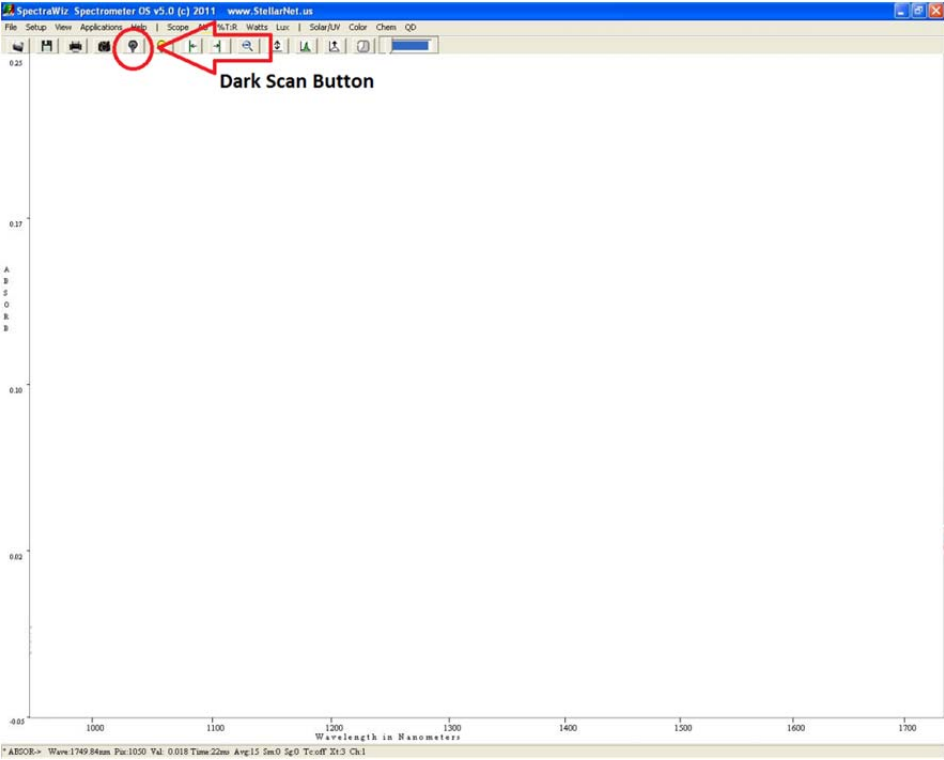 SpectraWiz Spectrometer OS v5.0 (c) 2011 www.StellarNet.us
File Setup View Applications Help | Scope %T:R Watts Lux | Solar/UV Color Chem QD
Dark Scan Button
0.25
0.17
ABSORB
0.10
0.02
-0.05
1000 1100 1200 1300 1400 1500 1600 1700
Wavelength in Nanometers
* ABSOR-> Wave:1749.84nm Pix:1050 Val: 0.018 Time:22ms Avg:15 Sm:0 Sg:0 Tc:off Xt:3 Ch:1